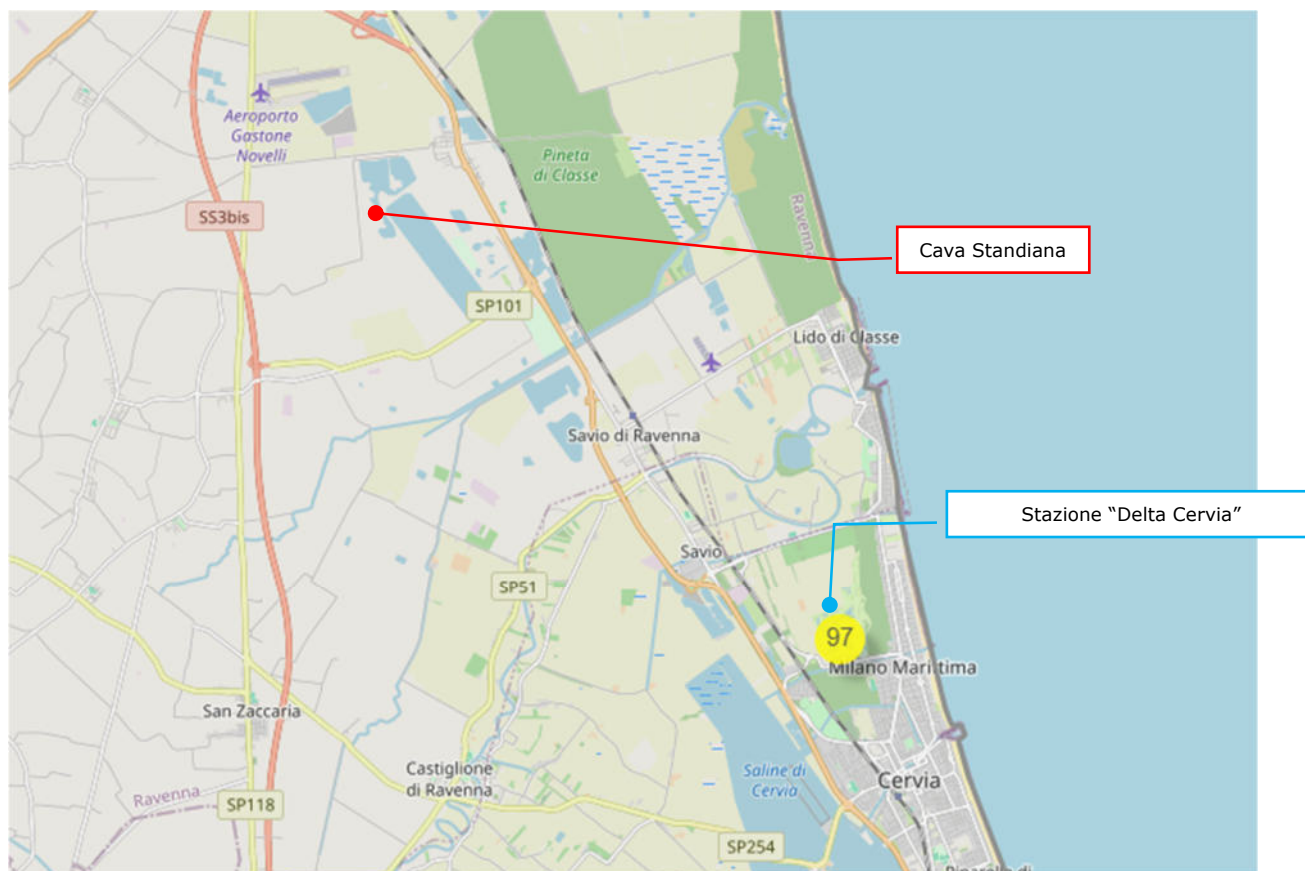 Aeroporto
Gastone
Novelli
Pineta
di Classe
SS3bis
Ravenna
Cava Standiana
SP101
Lido di Classe
Savio di Ravenna
Stazione “Delta Cervia”
Savio
SP51
97
Milano Marittima
San Zaccaria
Castiglione
di Ravenna
Saline di
Cervia
Cervia
Ravenna
SP118
SP254